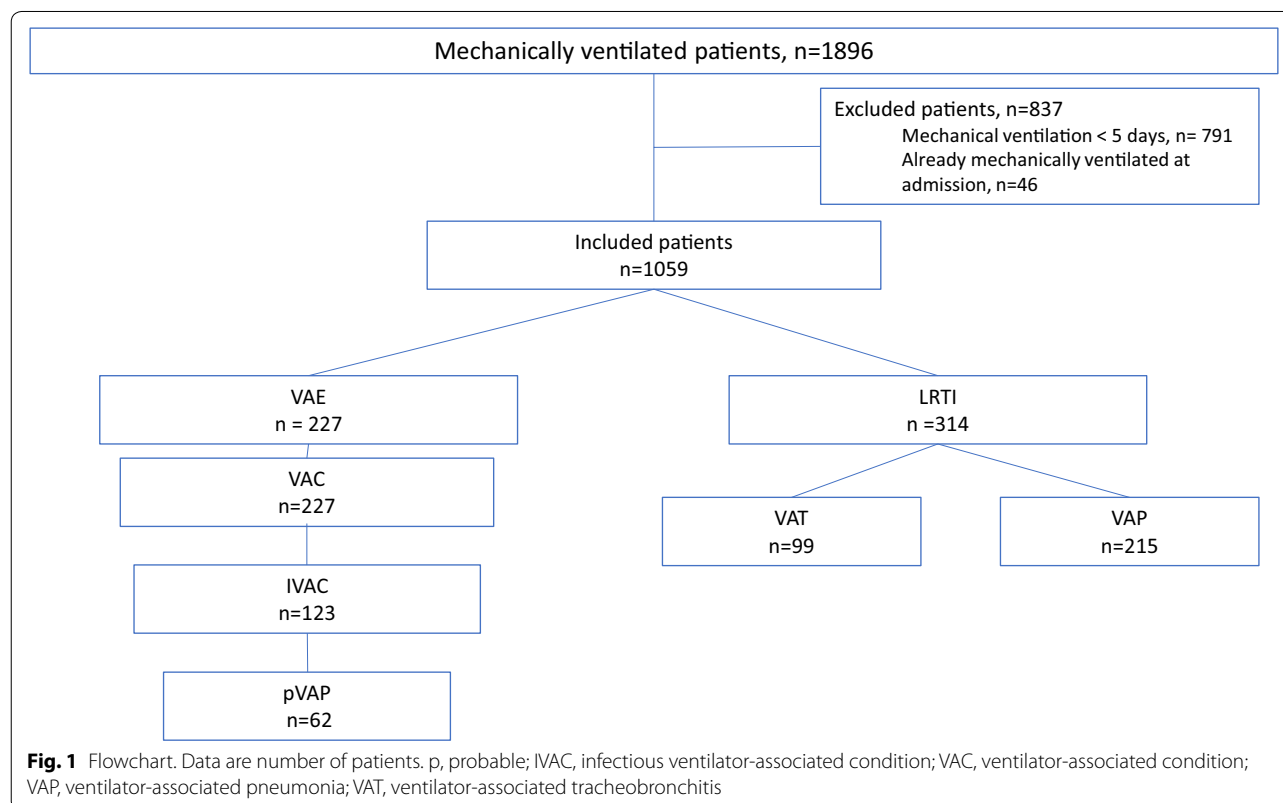 Mechanically ventilated patients, n=1896
Excluded patients, n=837
Mechanical ventilation < 5 days, n= 791
Already mechanically ventilated at
admission, n=46
Included patients
n=1059
VAE
n = 227
LRTI
n =314
VAC
n=227
VAT
n=99
VAP
n=215
IVAC
n=123
pVAP
n=62
Fig. 1 Flowchart. Data are number of patients. p, probable; IVAC, infectious ventilator-associated condition; VAC, ventilator-associated condition;
VAP, ventilator-associated pneumonia; VAT, ventilator-associated tracheobronchitis